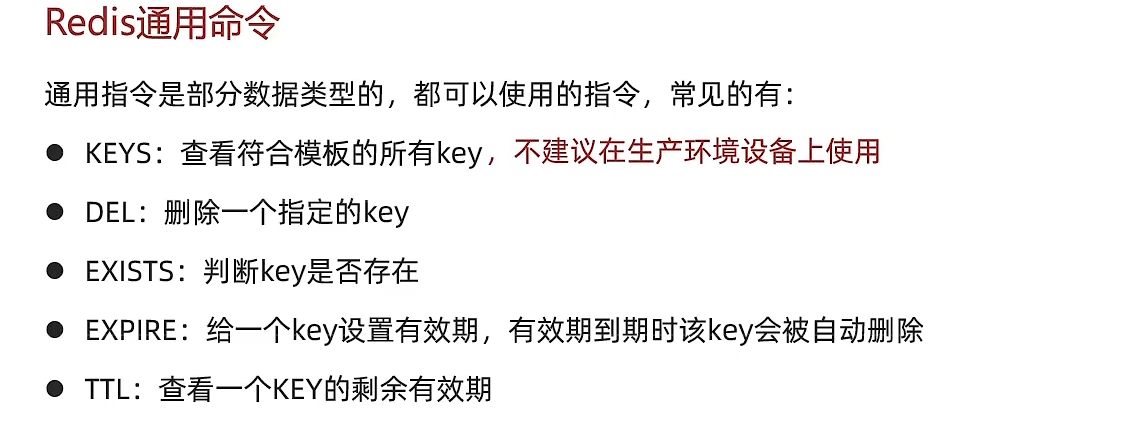 Redis通用命令
通用指令是部分数据类型的，都可以使用的指令，常见的有：
● KEYS：查看符合模板的所有key，不建议在生产环境设备上使用
● DEL：删除一个指定的key
● EXISTS：判断key是否存在
● EXPIRE：给一个key设置有效期，有效期到期时该key会被自动删除
● TTL：查看一个KEY的剩余有效期